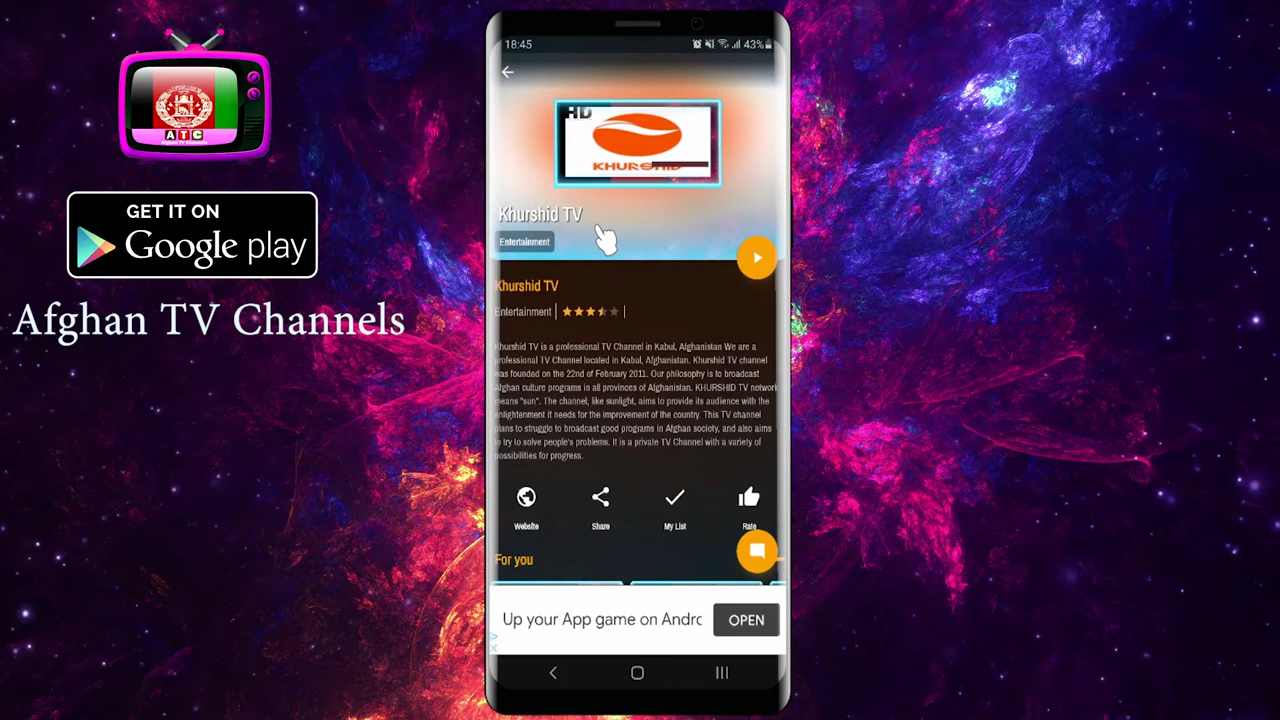 ATC
Afghan TV Channels
GET IT ON
Google play
Afghan TV Channels
18:45
43%
HD
KHURSHID
Khurshid TV
Entertainment
Khurshid TV
Entertainment
Khurshid TV is a professional TV Channel in Kabul, Afghanistan We are a
professional TV Channel located in Kabul, Afghanistan. Khurshid TV channel
was founded on the 22nd of February 2011. Our philosophy is to broadcast
Afghan culture programs in all provinces of Afghanistan. KHURSHID TV network
means "sun". The channel, like sunlight, aims to provide its audience with the
enlightenment it needs for the improvement of the country. This TV channel
plans to struggle to broadcast good programs in Afghan society, and also aims
to try to solve people's problems. It is a private TV Channel with a variety of
possibilities for progress.
Website
Share
My List
Rate
For you
Up your App game on Andro
OPEN